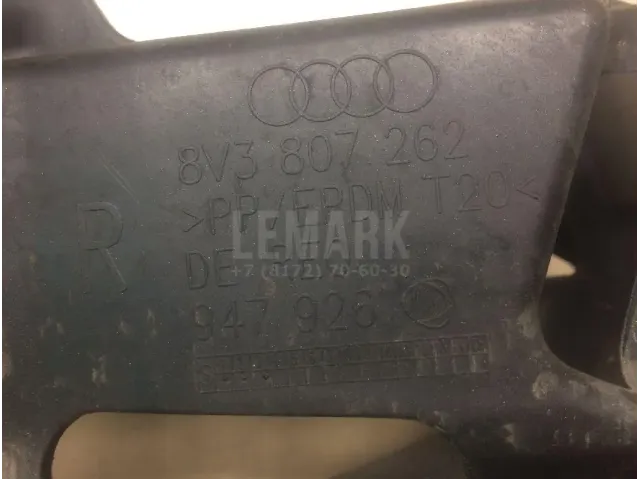 8V3 807 262
>PP/EPDM T20<
R
LEMARK
+7 (8172) 70-60-30
947 926